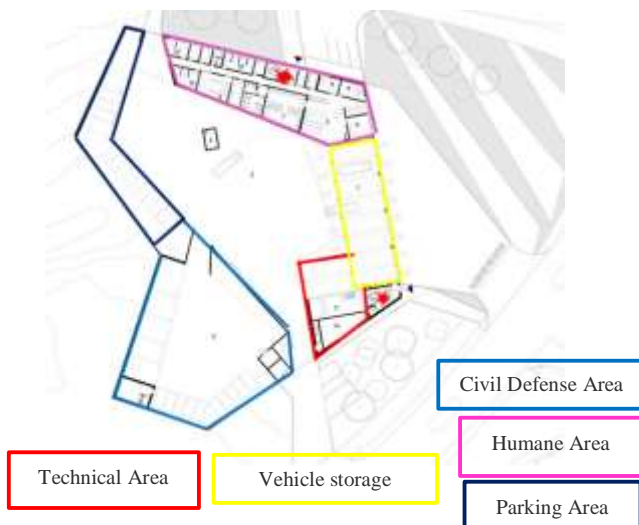 Civil Defense Area
Humane Area
Technical Area
Vehicle storage
Parking Area